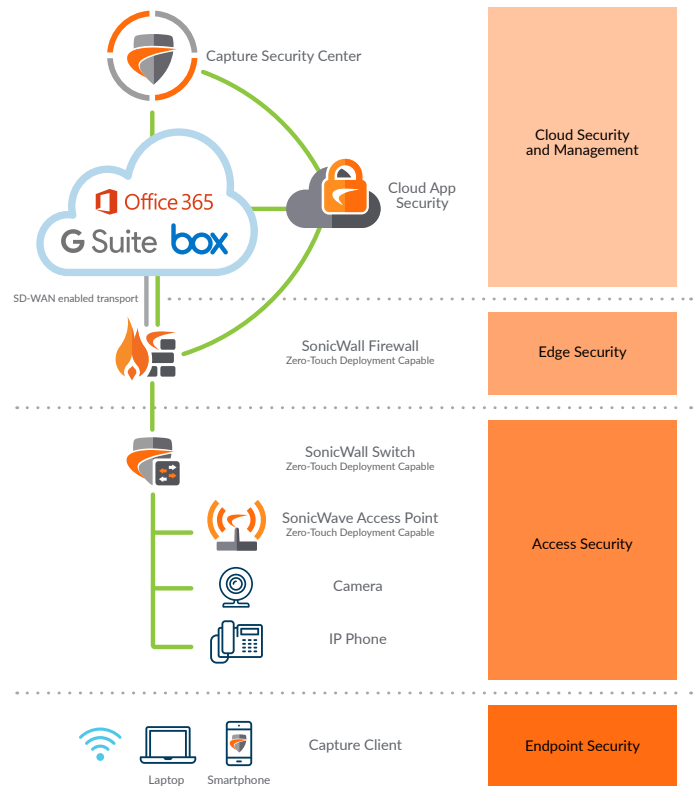 Capture Security Center
Cloud Security
and Management
Office 365
Cloud App
Security
G Suite box
SD-WAN enabled transport
SonicWall Firewall
Zero-Touch Deployment Capable
Edge Security
SonicWall Switch
Zero-Touch Deployment Capable
SonicWave Access Point
Zero-Touch Deployment Capable
Access Security
Camera
IP Phone
Capture Client
Endpoint Security
Laptop
Smartphone